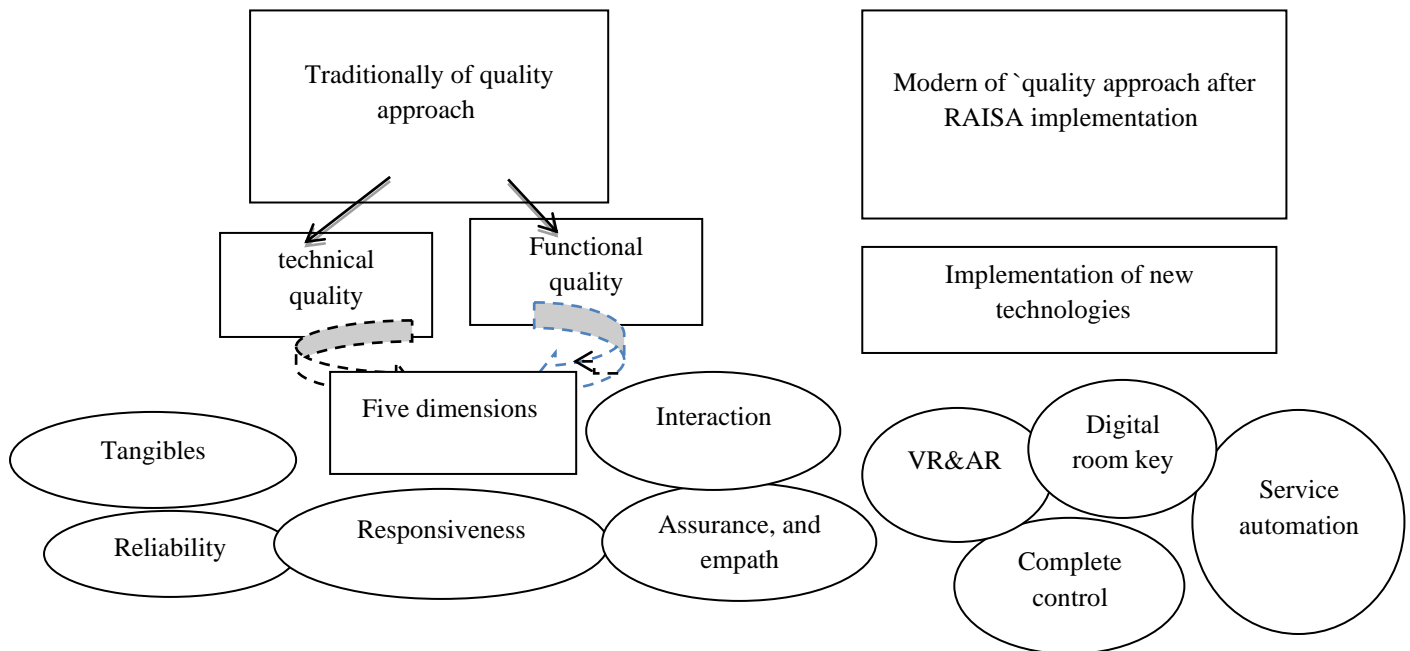 Traditionally of quality
approach
Modern of `quality approach after
RAISA implementation
technical
quality
Functional
quality
Implementation of new
technologies
Five dimensions
Interaction
Tangibles
VR&AR
Digital
room key
Service
automation
Reliability
Responsiveness
Assurance, and
empath
Complete
control